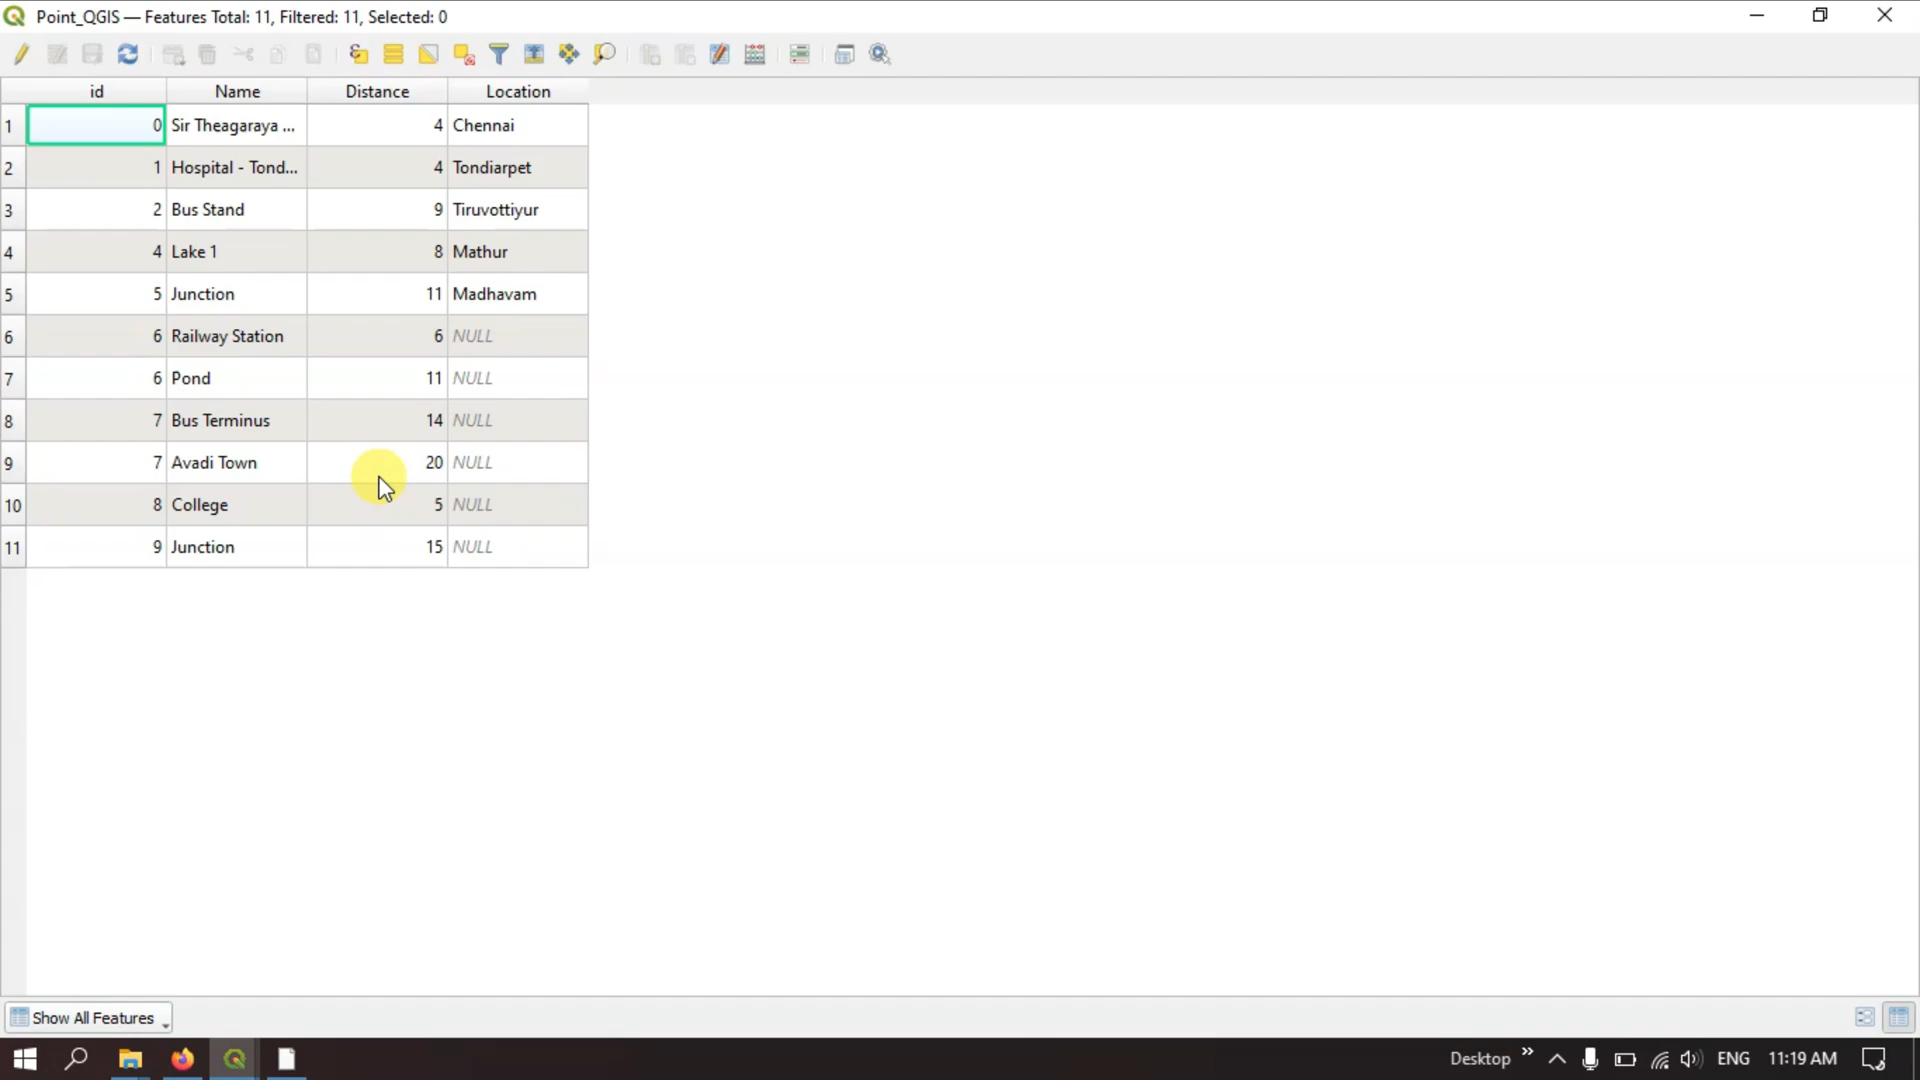 Point_QGIS — Features Total: 11, Filtered: 11, Selected: 0
id Name Distance Location
1 0 Sir Theagaraya ... 4 Chennai
2 1 Hospital - Tond... 4 Tondiarpet
3 2 Bus Stand 9 Tiruvottiyur
4 4 Lake 1 8 Mathur
5 5 Junction 11 Madhavam
6 6 Railway Station 6 NULL
7 6 Pond 11 NULL
8 7 Bus Terminus 14 NULL
9 7 Avadi Town 20 NULL
10 8 College 5 NULL
11 9 Junction 15 NULL
Show All Features
Desktop » ENG 11:19 AM